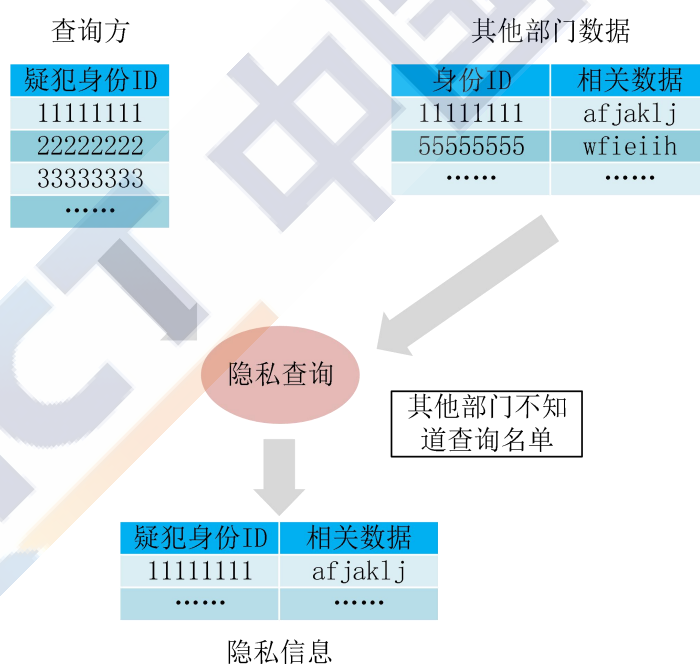 查询方
其他部门数据
疑犯身份ID
11111111
22222222
33333333
……
身份ID 相关数据
11111111 afjaklj
55555555 wfieiih
…… ……
隐私查询
其他部门不知
道查询名单
疑犯身份ID 相关数据
11111111 afjaklj
…… ……
隐私信息